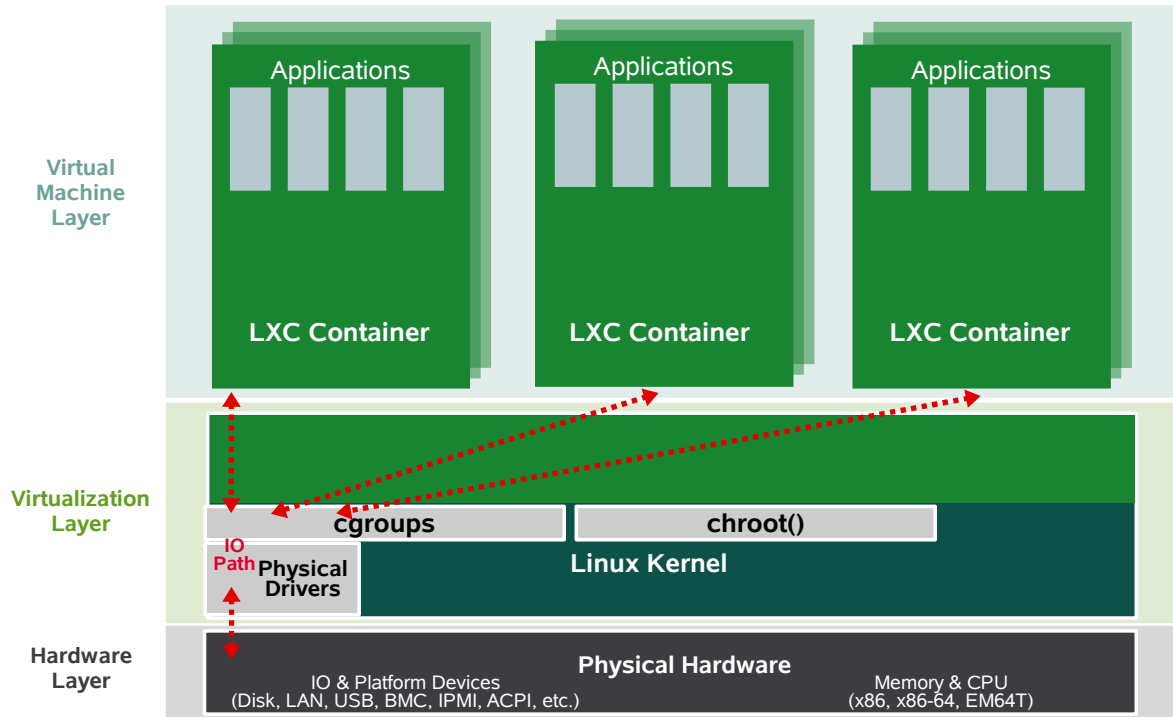 Applications
Applications
Applications
Virtual
Machine
Layer
LXC Container
LXC Container
LXC Container
Virtualization
Layer
cgroups
chroot()
IO
Path
Physical
Drivers
Linux Kernel
Hardware
Layer
Physical Hardware
IO & Platform Devices
(Disk, LAN, USB, BMC, IPMI, ACPI, etc.)
Memory & CPU
(x86, x86-64, EM64T)